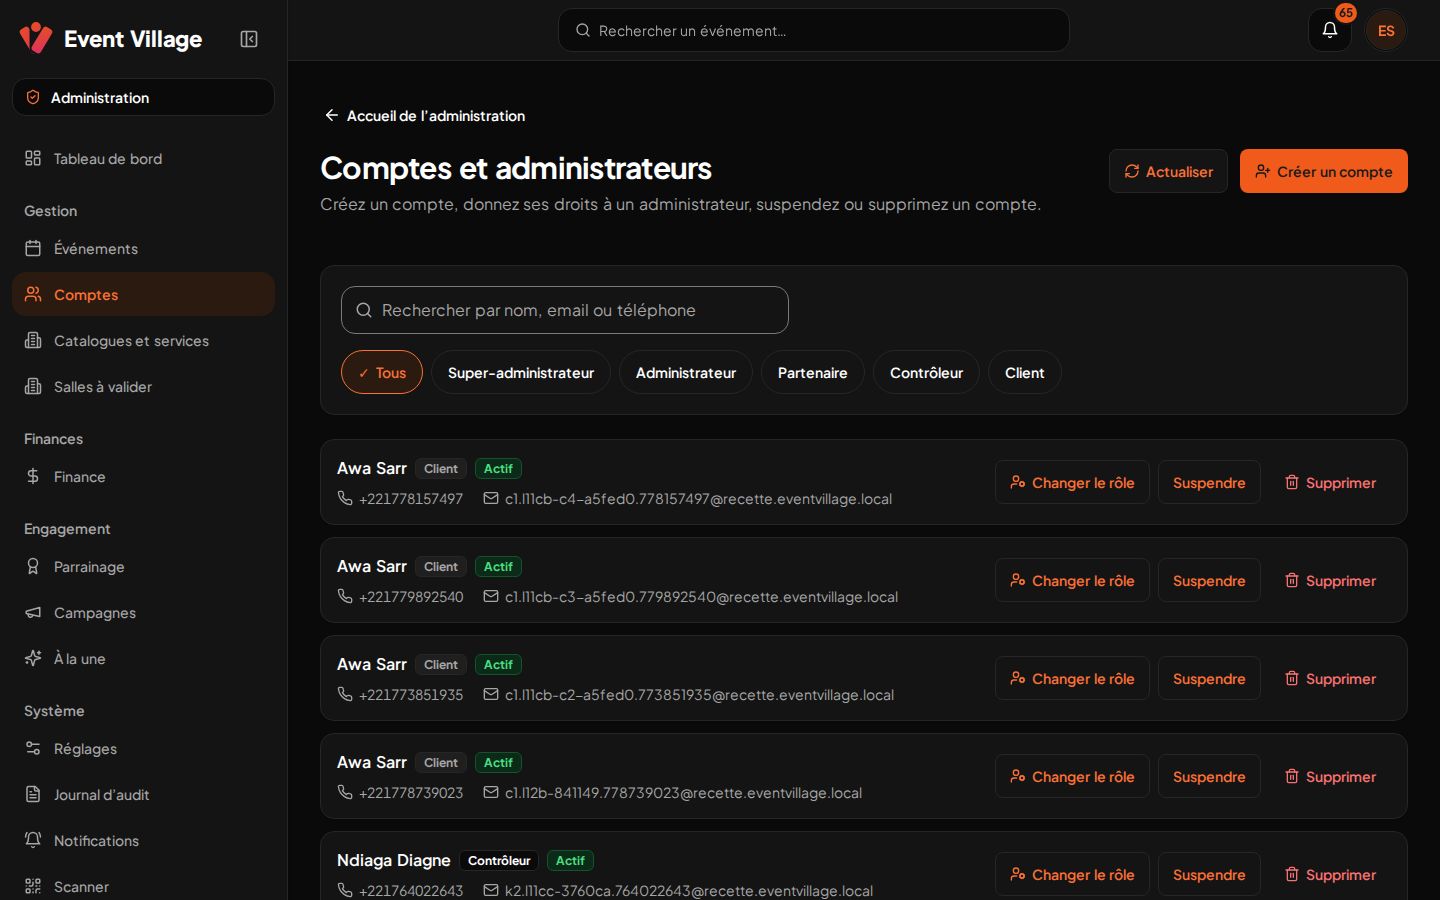 Event Village
Administration
Tableau de bord
Gestion
Événements
Comptes
Catalogues et services
Salles à valider
Finances
Finance
Engagement
Parrainage
Campagnes
À la une
Système
Réglages
Journal d'audit
Notifications
Scanner
Rechercher un événement...
65
ES
Accueil de l'administration
Comptes et administrateurs
Créez un compte, donnez ses droits à un administrateur, suspendez ou supprimez un compte.
Actualiser
Créer un compte
Rechercher par nom, email ou téléphone
✓ Tous
Super-administrateur
Administrateur
Partenaire
Contrôleur
Client
Awa Sarr Client Actif
+221778157497 c1.l11cb-c4-a5fed0.778157497@recette.eventvillage.local
Changer le rôle Suspendre Supprimer
Awa Sarr Client Actif
+221779892540 c1.l11cb-c3-a5fed0.779892540@recette.eventvillage.local
Changer le rôle Suspendre Supprimer
Awa Sarr Client Actif
+221773851935 c1.l11cb-c2-a5fed0.773851935@recette.eventvillage.local
Changer le rôle Suspendre Supprimer
Awa Sarr Client Actif
+221778739023 c1.l12b-841149.778739023@recette.eventvillage.local
Changer le rôle Suspendre Supprimer
Ndiaga Diagne Contrôleur Actif
+221764022643 k2.l11cc-3760ca.764022643@recette.eventvillage.local
Changer le rôle Suspendre Supprimer